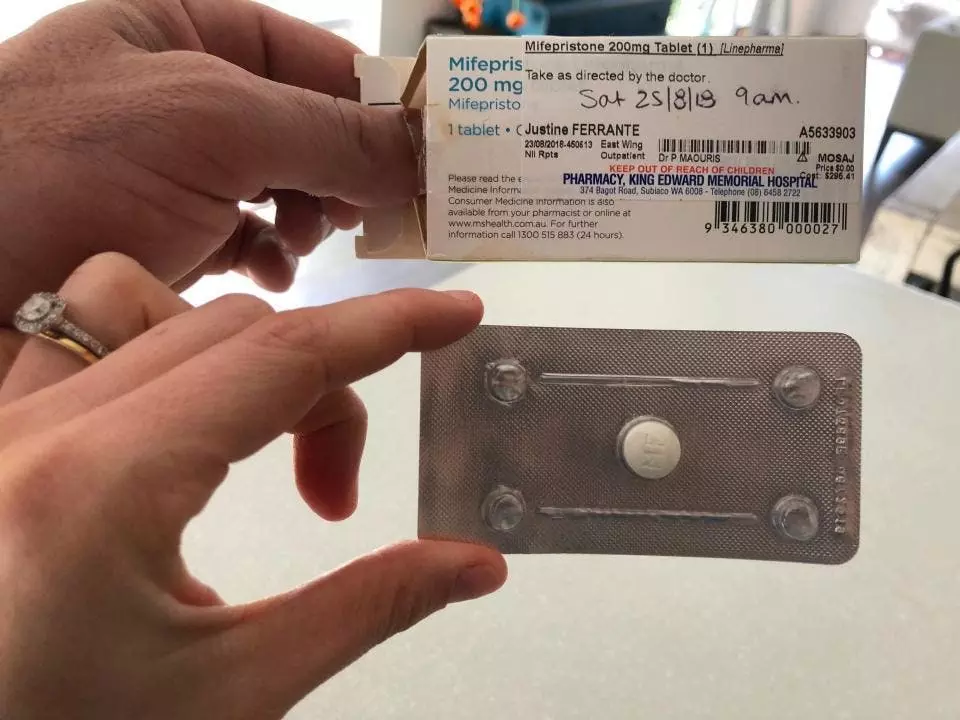 Mifepristone 200mg Tablet (1) [Linepharma]
Mifepris
200 mg
Mifepristo
1 tablet •
Take as directed by the doctor.
Sat 25/8/18 9am.
Justine FERRANTE A5633903
23/08/2018-450613 East Wing
Nil Rpts Outpatient Dr P MAOURIS MOSAJ
Price $0.00
KEEP OUT OF REACH OF CHILDREN Cost: $296.41
PHARMACY, KING EDWARD MEMORIAL HOSPITAL
374 Bagot Road, Subiaco WA 6008 - Telephone (08) 6458 2722
Please read the
Medicine Informa
Consumer Medicine Information is also
available from your pharmacist or online at
www.mshealth.com.au. For further
information call 1300 515 883 (24 hours).
9 346380 000027
MF